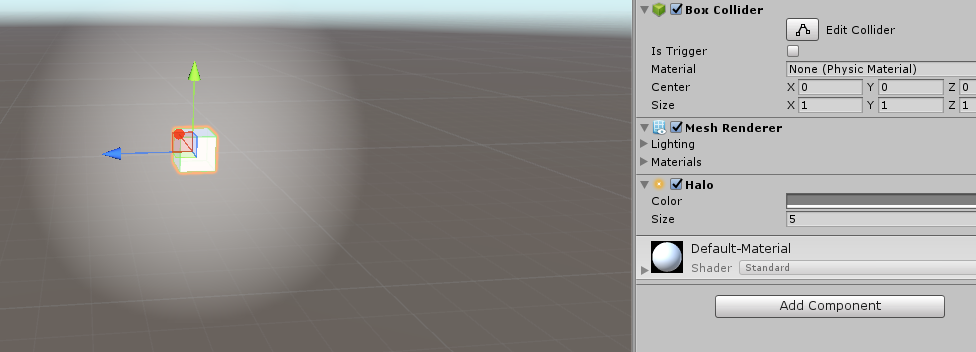 Box Collider
Edit Collider
Is Trigger
Material None (Physic Material)
Center X 0 Y 0 Z 0
Size X 1 Y 1 Z 1
Mesh Renderer
Lighting
Materials
Halo
Color
Size 5
Default-Material
Shader Standard
Add Component